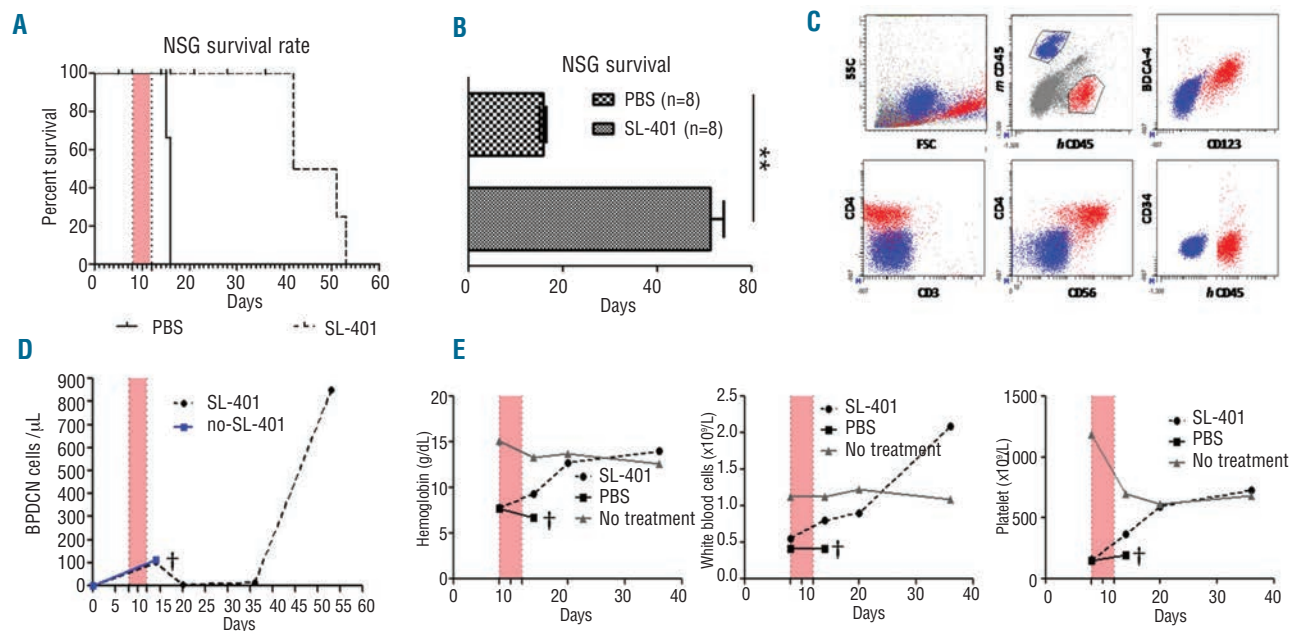 A
NSG survival rate
Percent survival
100
80
60
40
20
0
0 10 20 30 40 50 60
Days
PBS SL-401
B
NSG survival
PBS (n=8)
SL-401 (n=8)
**
0 20 40 60 80
Days
C
SSC
FSC
m CD45
h CD45
BDCA-4
CD123
CD4
CD3
CD4
CD56
CD34
h CD45
D
BPDCN cells /µL
900
800
700
600
500
400
300
200
100
0
SL-401
no-SL-401
†
0 5 8 10 12 15 20 25 30 35 40 45 50 55 60
Days
E
Hemoglobin (g/dL)
20
15
10
5
0
SL-401
PBS
No treatment
†
0 10 20 30 40
Days
White blood cells (x10⁹/L)
2.5
2.0
1.5
1.0
0.5
0.0
SL-401
PBS
No treatment
†
0 10 20 30 40
Days
Platelet (x10⁹/L)
1500
1000
500
0
SL-401
PBS
No treatment
†
0 10 20 30 40
Days